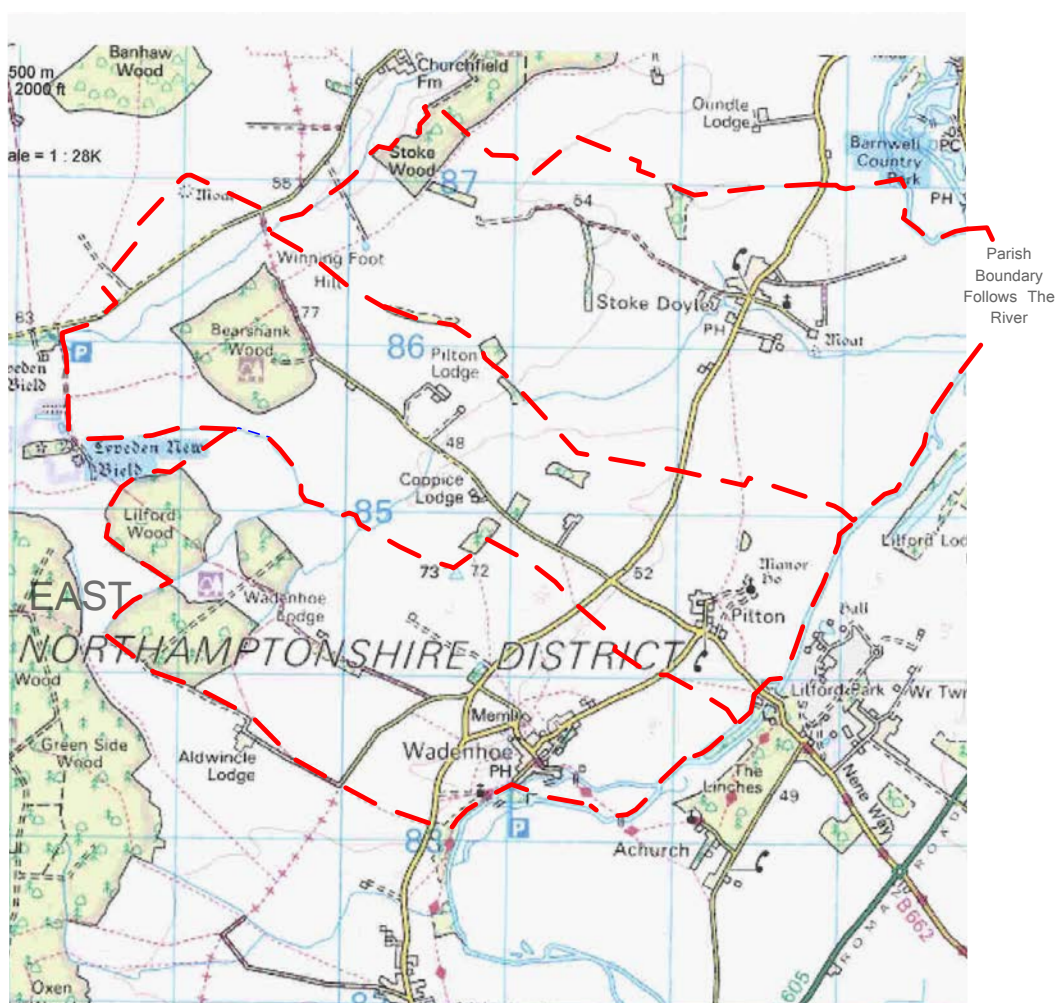 Banhaw
Wood
500 m
2000 ft
Churchfield
Fm
Oundle
Lodge
ale = 1 : 28K
Stoke
Wood
Barnwell
Country
Park
PC
87
58
Moat
54
PH
Parish
Boundary
Follows The
River
Winning Foot
Hill
63
77
Stoke Doyle
PH
Moat
Bearshank
Wood
86
Pilton
Lodge
P
veden
Bield
48
Lyveden New
Bield
Coppice
Lodge
85
Lilford
Wood
Lilford Lod
73
72
52
Manor
Ho
EAST
Wadenhoe
Lodge
Pilton
Hall
NORTHAMPTONSHIRE DISTRICT
Wood
Lilford Park
Wr Twr
Meml
Green Side
Wood
Aldwincle
Lodge
Wadenhoe
PH
The
Linches
49
Nene Way
P
83
Achurch
ROMAN ROAD
B662
605
Oxen